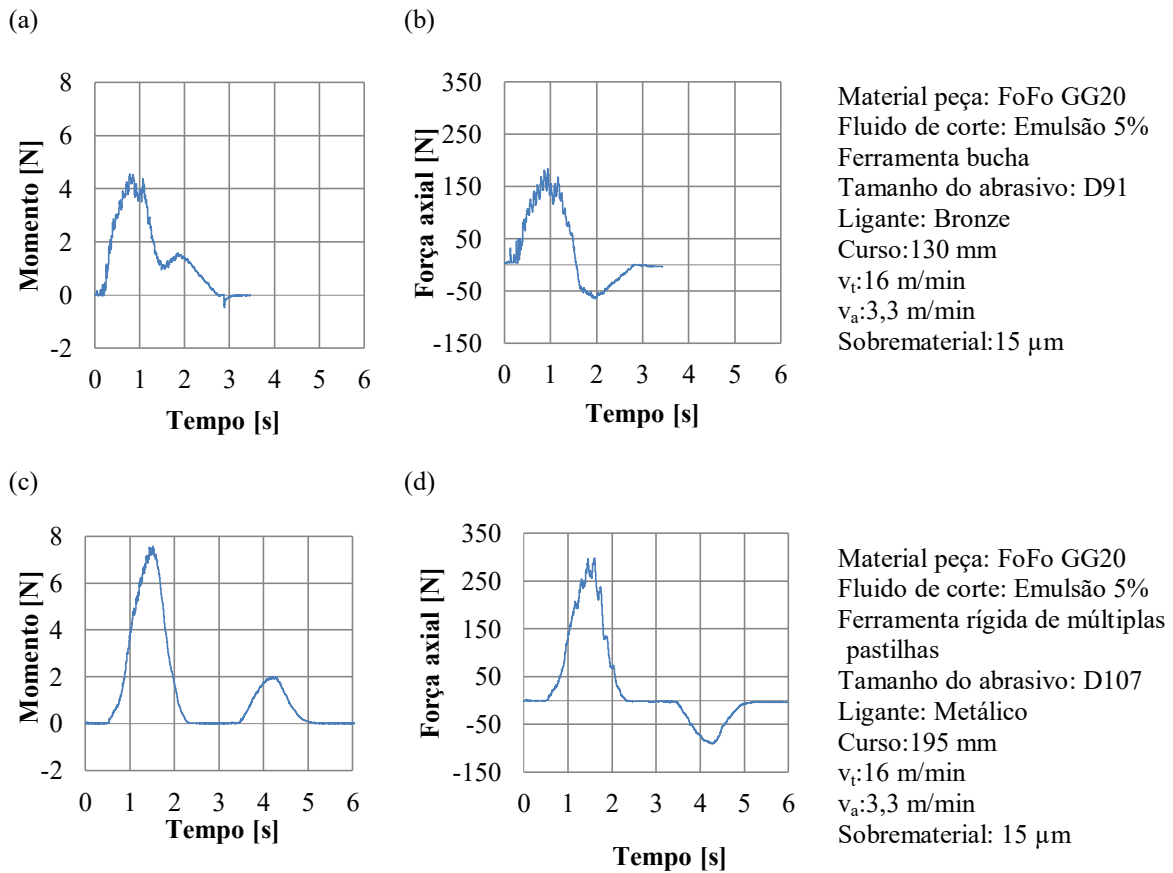 (a)
(b)
8
6
4
2
0
-2
Momento [N]
0 1 2 3 4 5 6
Tempo [s]
350
250
150
50
-50
-150
Força axial [N]
0 1 2 3 4 5 6
Tempo [s]
Material peça: FoFo GG20
Fluido de corte: Emulsão 5%
Ferramenta bucha
Tamanho do abrasivo: D91
Ligante: Bronze
Curso:130 mm
vt:16 m/min
va:3,3 m/min
Sobrematerial:15 µm
(c)
(d)
8
6
4
2
0
-2
Momento [N]
0 1 2 3 4 5 6
Tempo [s]
350
250
150
50
-50
-150
Força axial [N]
0 1 2 3 4 5 6
Tempo [s]
Material peça: FoFo GG20
Fluido de corte: Emulsão 5%
Ferramenta rígida de múltiplas
pastilhas
Tamanho do abrasivo: D107
Ligante: Metálico
Curso:195 mm
vt:16 m/min
va:3,3 m/min
Sobrematerial: 15 µm